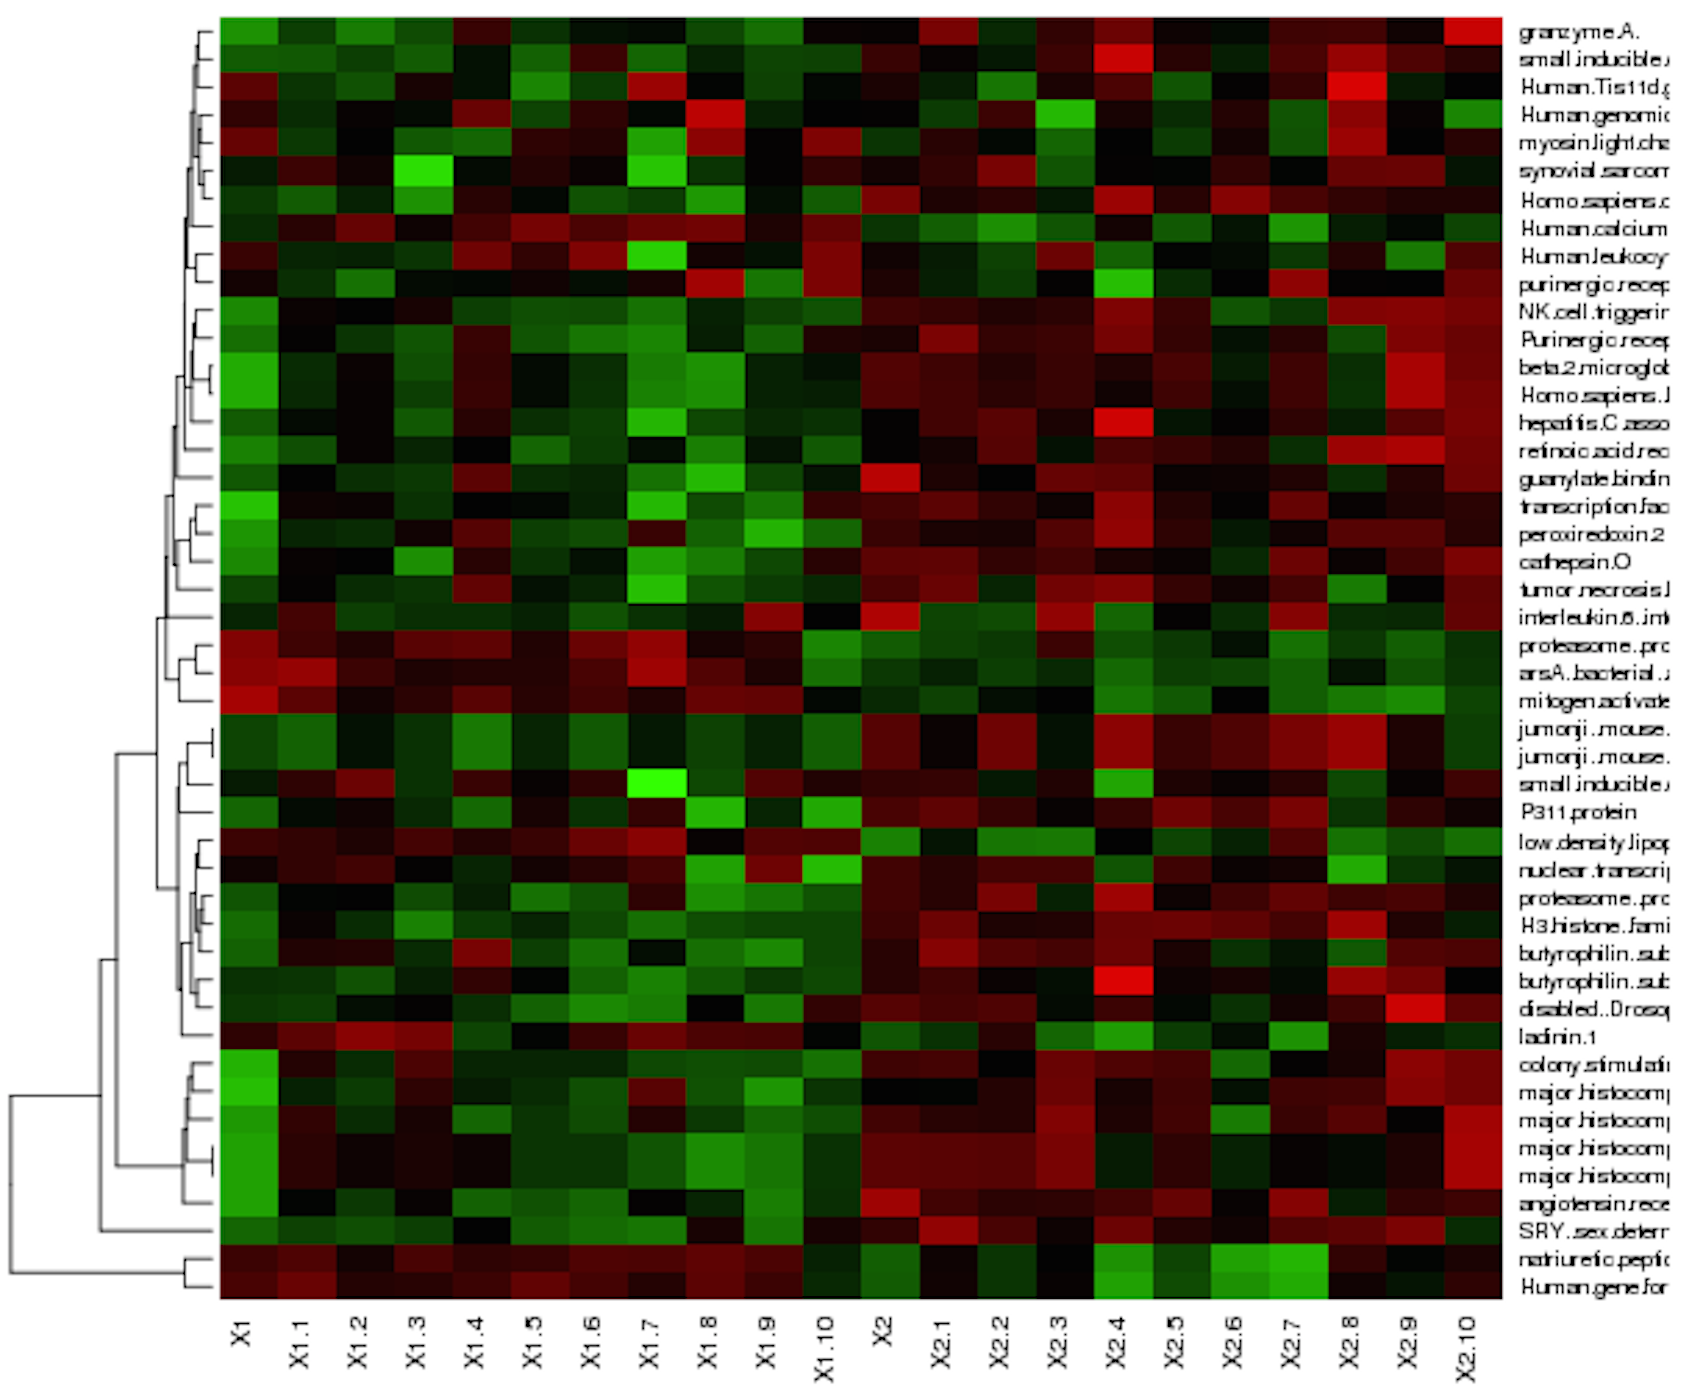 granzyme.A.
small.inducible.
Human.Tis11d.g
Human.genomic
myosin.light.cha
synovial.sarcom
Homo.sapiens.c
Human.calcium
Human.leukocy
purinergic.recep
NK.cell.triggerin
Purinergic.recep
beta.2.microglob
Homo.sapiens.I
hepatitis.C.asso
retinoic.acid.rec
guanylate.bindin
transcription.fac
peroxiredoxin.2
cathepsin.O
tumor.necrosis.f
interleukin.6..inte
proteasome..pro
arsA..bacterial..a
mitogen.activate
jumonji..mouse.
jumonji..mouse.
small.inducible.
P311.protein
low.density.lipop
nuclear.transcrip
proteasome..pro
H3.histone..fami
butyrophilin..sub
butyrophilin..sub
disabled..Drosop
ladinin.1
colony.stimulatin
major.histocomp
major.histocomp
major.histocomp
major.histocomp
angiotensin.rece
SRY..sex.deterr
natriuretic.peptid
Human.gene.for
X1 X1.1 X1.2 X1.3 X1.4 X1.5 X1.6 X1.7 X1.8 X1.9 X1.10 X2 X2.1 X2.2 X2.3 X2.4 X2.5 X2.6 X2.7 X2.8 X2.9 X2.10